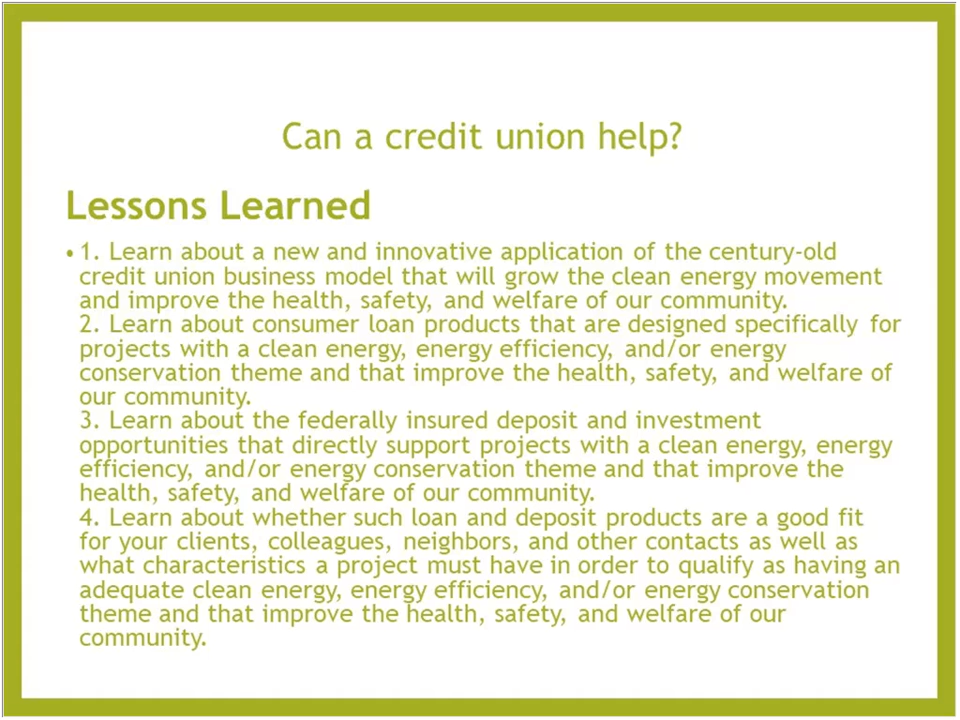 Can a credit union help?
Lessons Learned
• 1. Learn about a new and innovative application of the century-old
credit union business model that will grow the clean energy movement
and improve the health, safety, and welfare of our community.
2. Learn about consumer loan products that are designed specifically for
projects with a clean energy, energy efficiency, and/or energy
conservation theme and that improve the health, safety, and welfare of
our community.
3. Learn about the federally insured deposit and investment
opportunities that directly support projects with a clean energy, energy
efficiency, and/or energy conservation theme and that improve the
health, safety, and welfare of our community.
4. Learn about whether such loan and deposit products are a good fit
for your clients, colleagues, neighbors, and other contacts as well as
what characteristics a project must have in order to qualify as having an
adequate clean energy, energy efficiency, and/or energy conservation
theme and that improve the health, safety, and welfare of our
community.